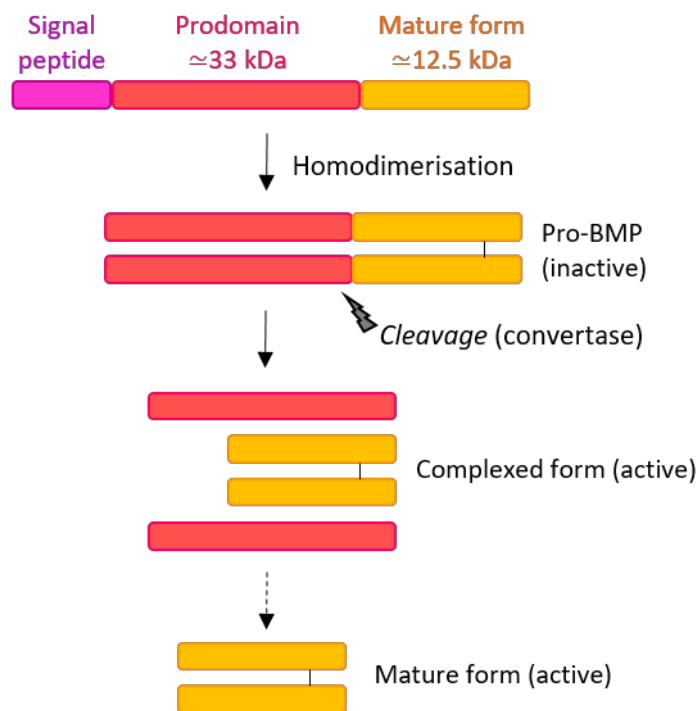 Signal
peptide
Prodomain
≃33 kDa
Mature form
≃12.5 kDa
Homodimerisation
Pro-BMP
(inactive)
Cleavage (convertase)
Complexed form (active)
Mature form (active)